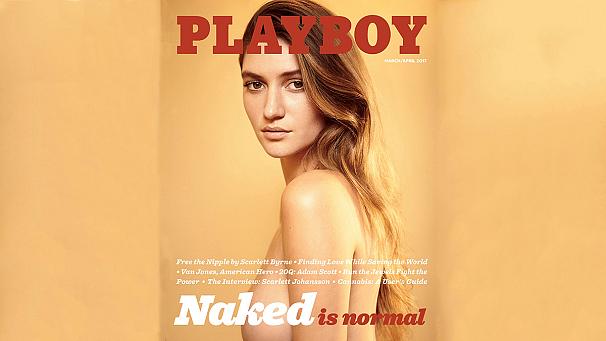 PLAYBOY
MARCH/APRIL 2017
Free the Nipple by Scarlett Byrne • Finding Love While Saving the World
• Van Jones, American Hero • 20Q: Adam Scott • Run the Jewels Fight the
Power • The Interview: Scarlett Johansson • Cannabis: A User's Guide
Naked is normal